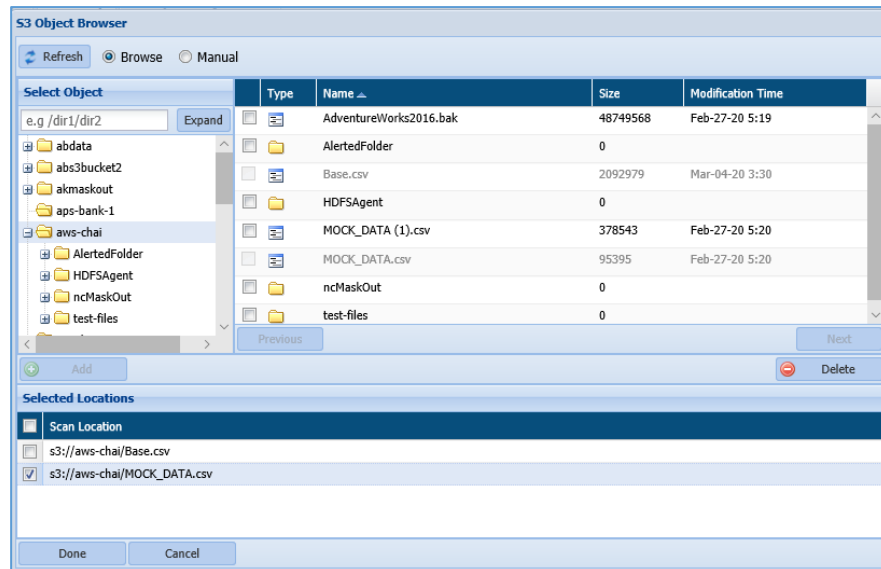 S3 Object Browser
Refresh Browse Manual
Select Object
e.g /dir1/dir2 Expand
abdata
abs3bucket2
akmaskout
aps-bank-1
aws-chai
AlertedFolder
HDFSAgent
ncMaskOut
test-files
Type Name Size Modification Time
AdventureWorks2016.bak 48749568 Feb-27-20 5:19
AlertedFolder 0
Base.csv 2092979 Mar-04-20 3:30
HDFSAgent 0
MOCK_DATA (1).csv 378543 Feb-27-20 5:20
MOCK_DATA.csv 95395 Feb-27-20 5:20
ncMaskOut 0
test-files 0
Previous Next
Add Delete
Selected Locations
Scan Location
s3://aws-chai/Base.csv
s3://aws-chai/MOCK_DATA.csv
Done Cancel